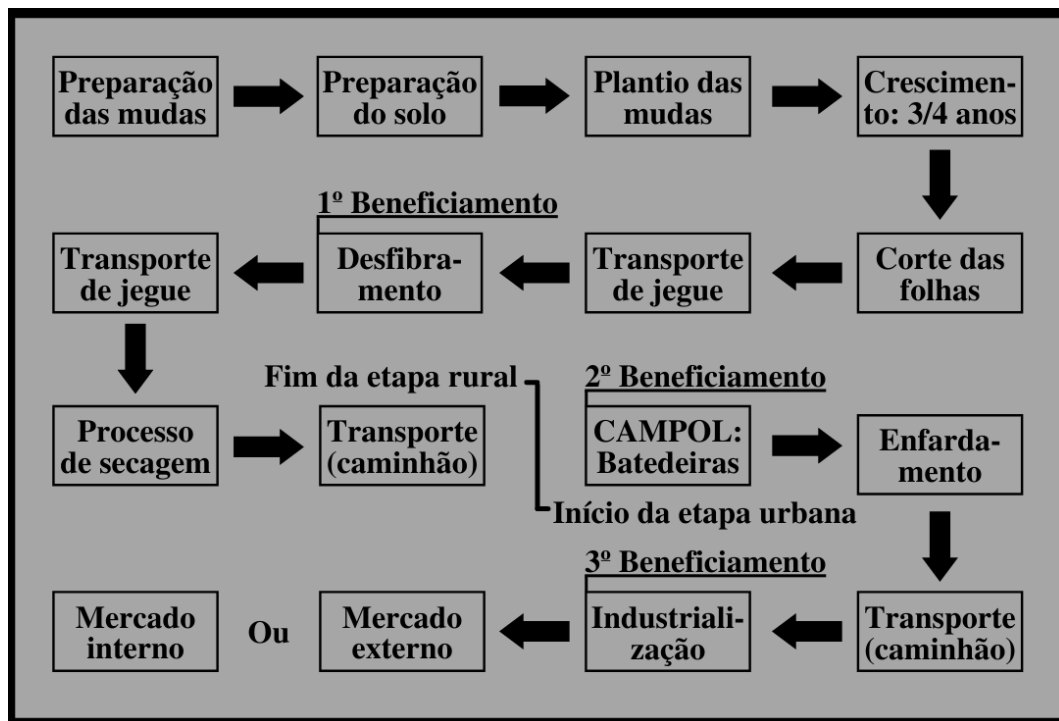 Preparação
das mudas
Preparação
do solo
Plantio das
mudas
Crescimen-
to: 3/4 anos
1º Beneficiamento
Transporte
de jegue
Desfibra-
mento
Transporte
de jegue
Corte das
folhas
Fim da etapa rural
2º Beneficiamento
Processo
de secagem
Transporte
(caminhão)
CAMPOL:
Batedeiras
Enfarda-
mento
Início da etapa urbana
3º Beneficiamento
Mercado
interno
Ou
Mercado
externo
Industriali-
zação
Transporte
(caminhão)